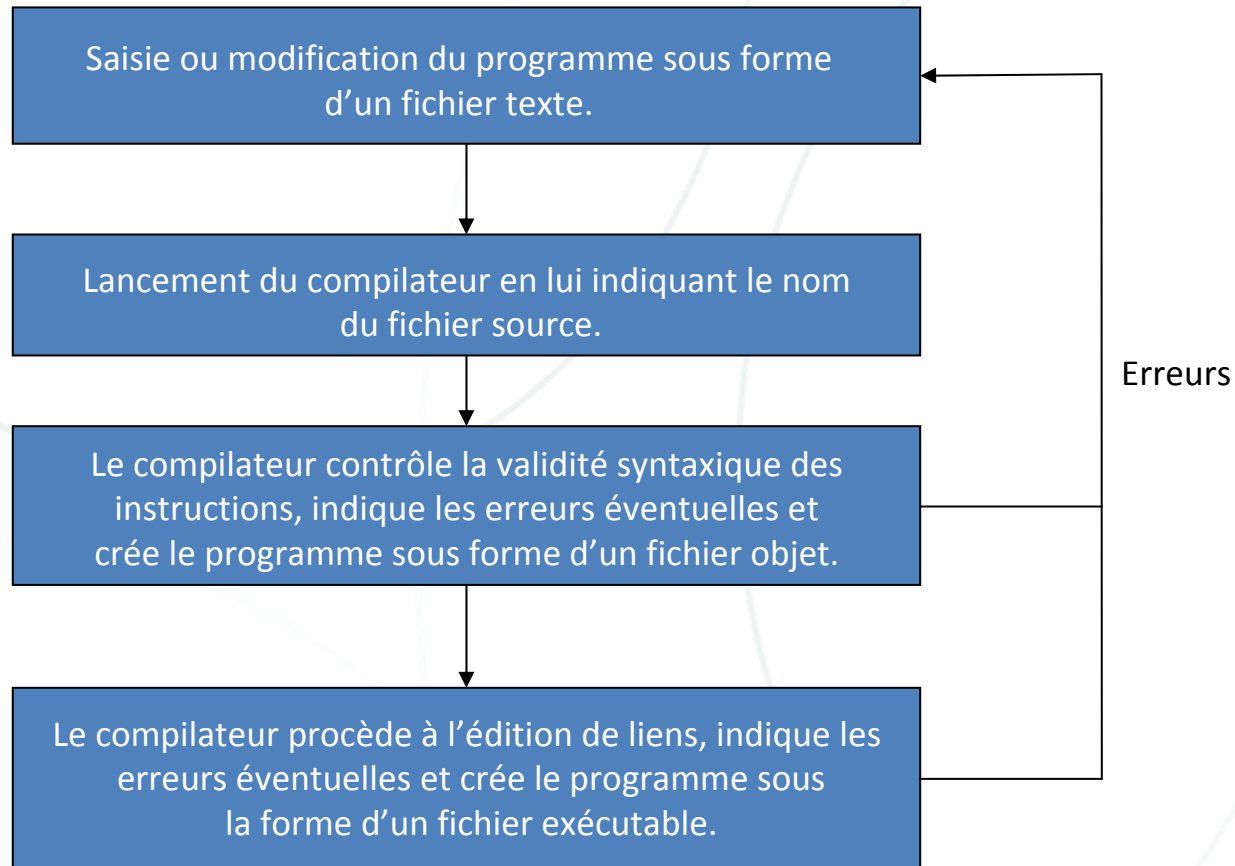 Saisie ou modification du programme sous forme
d’un fichier texte.
Lancement du compilateur en lui indiquant le nom
du fichier source.
Erreurs
Le compilateur contrôle la validité syntaxique des
instructions, indique les erreurs éventuelles et
crée le programme sous forme d’un fichier objet.
Le compilateur procède à l’édition de liens, indique les
erreurs éventuelles et crée le programme sous
la forme d’un fichier exécutable.